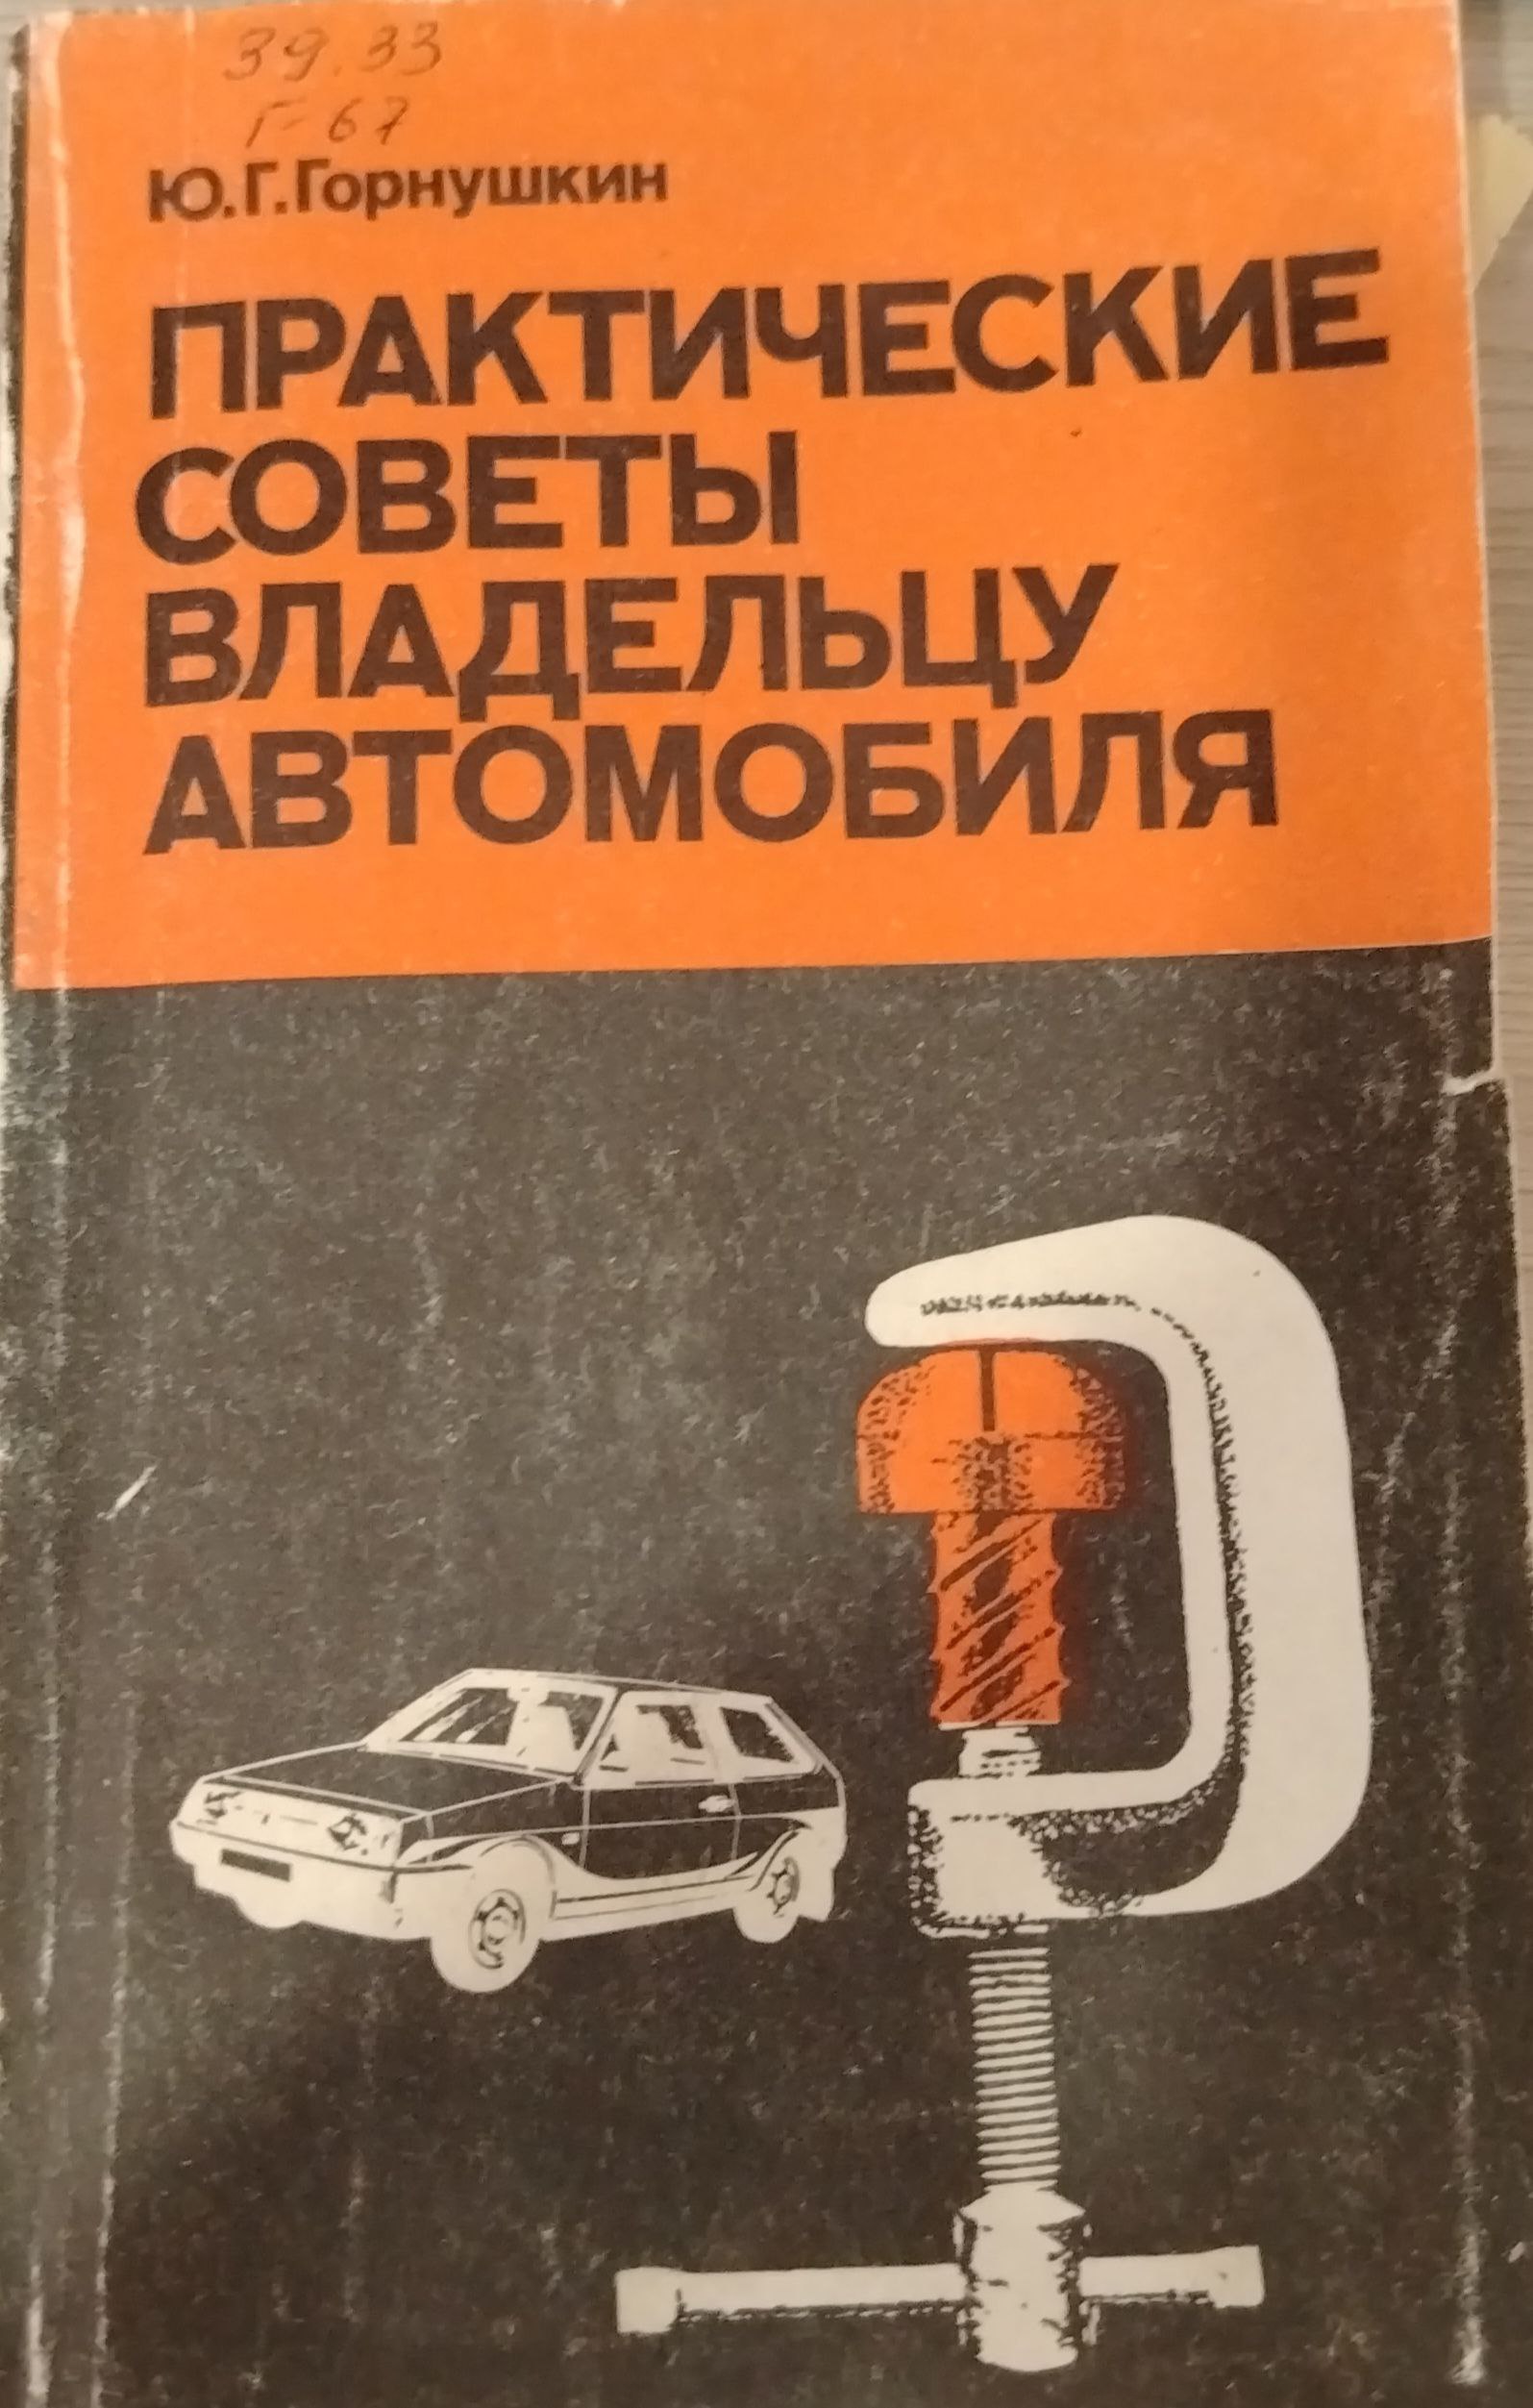 39.33
Г-67
Ю.Г.Горнушкин
ПРАКТИЧЕСКИЕ
СОВЕТЫ
ВЛАДЕЛЬЦУ
АВТОМОБИЛЯ